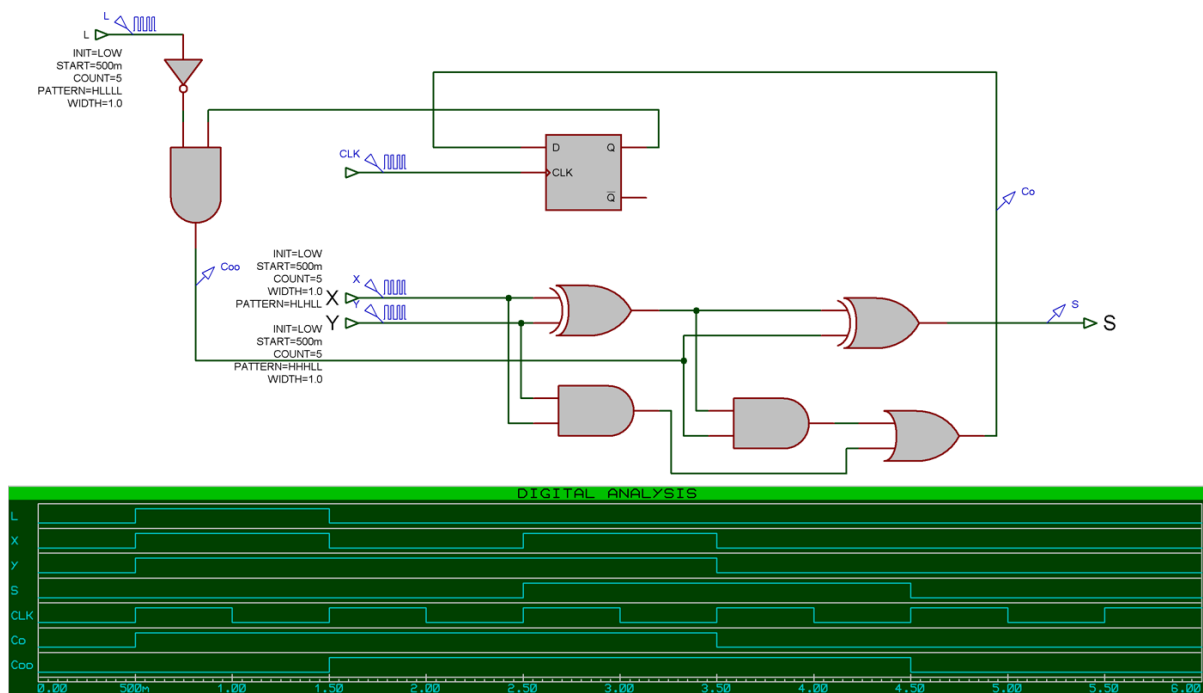 L
L
INIT=LOW
START=500m
COUNT=5
PATTERN=HLLLL
WIDTH=1.0
D
Q
CLK
CLK
Q
Co
Coo
INIT=LOW
START=500m
COUNT=5
WIDTH=1.0
PATTERN=HLHLL
X
X
Y
Y
INIT=LOW
START=500m
COUNT=5
PATTERN=HHHLL
WIDTH=1.0
S
S
DIGITAL ANALYSIS
L
X
Y
S
CLK
Co
Coo
0.00 500m 1.00 1.50 2.00 2.50 3.00 3.50 4.00 4.50 5.00 5.50 6.00